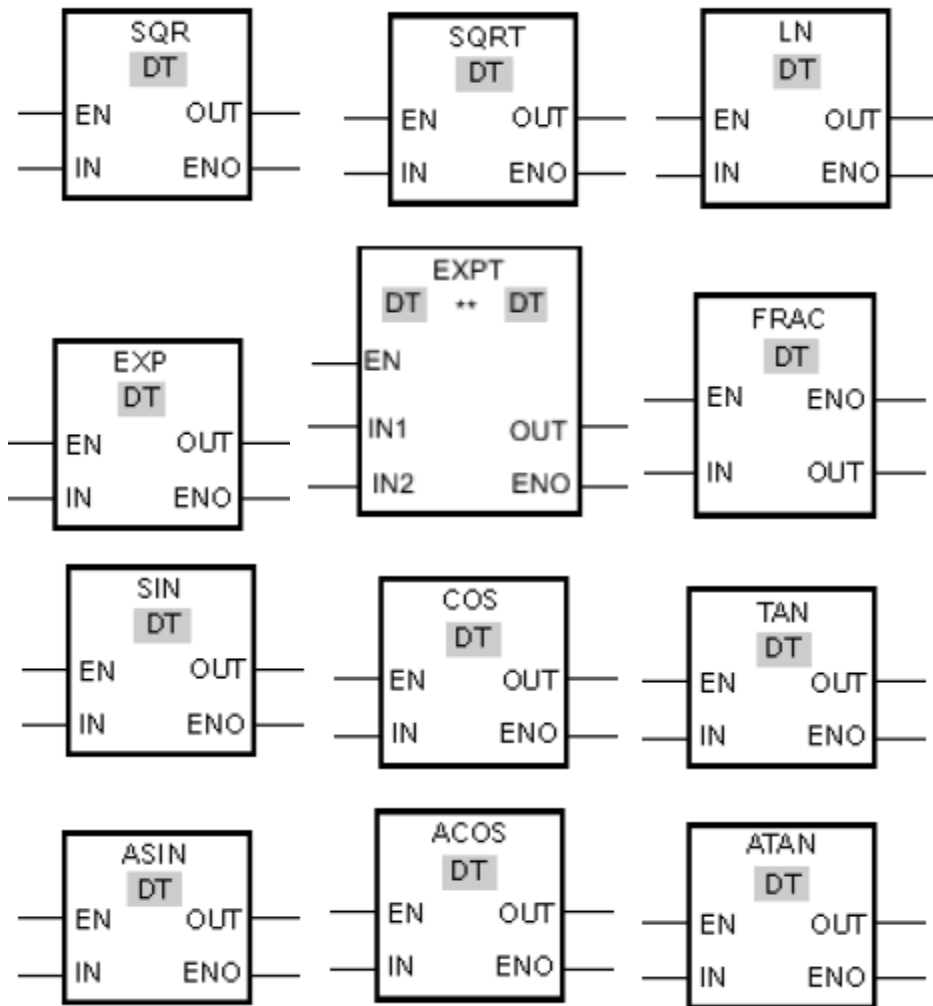 SQR
DT
EN OUT
IN ENO
SQRT
DT
EN OUT
IN ENO
LN
DT
EN OUT
IN ENO
EXP
DT
EN OUT
IN ENO
EXPT
DT ** DT
EN
IN1 OUT
IN2 ENO
FRAC
DT
EN ENO
IN OUT
SIN
DT
EN OUT
IN ENO
COS
DT
EN OUT
IN ENO
TAN
DT
EN OUT
IN ENO
ASIN
DT
EN OUT
IN ENO
ACOS
DT
EN OUT
IN ENO
ATAN
DT
EN OUT
IN ENO